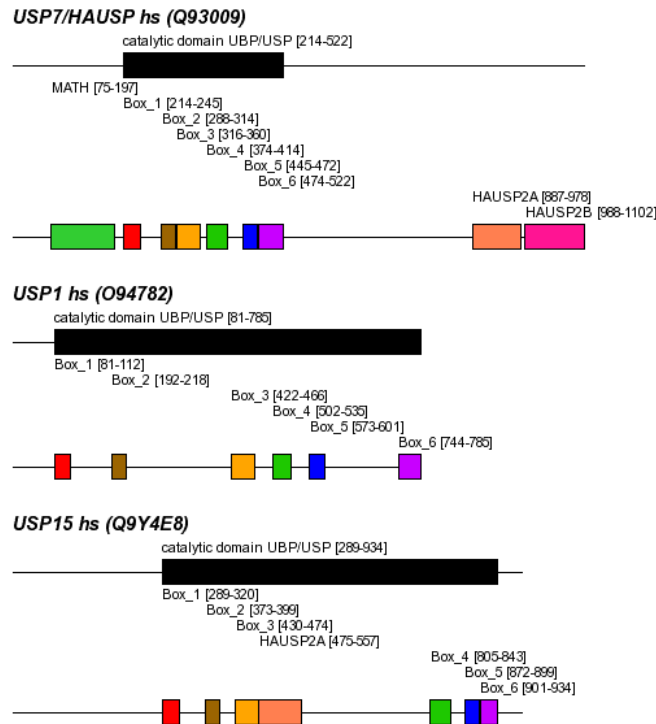 USP7/HAUSP hs (Q93009)
catalytic domain UBP/USP [214-522]
MATH [75-197]
Box_1 [214-245]
Box_2 [288-314]
Box_3 [316-360]
Box_4 [374-414]
Box_5 [445-472]
Box_6 [474-522]
HAUSP2A [887-978]
HAUSP2B [988-1102]
USP1 hs (O94782)
catalytic domain UBP/USP [81-785]
Box_1 [81-112]
Box_2 [192-218]
Box_3 [422-466]
Box_4 [502-535]
Box_5 [573-601]
Box_6 [744-785]
USP15 hs (Q9Y4E8)
catalytic domain UBP/USP [289-934]
Box_1 [289-320]
Box_2 [373-399]
Box_3 [430-474]
HAUSP2A [475-557]
Box_4 [805-843]
Box_5 [872-899]
Box_6 [901-934]